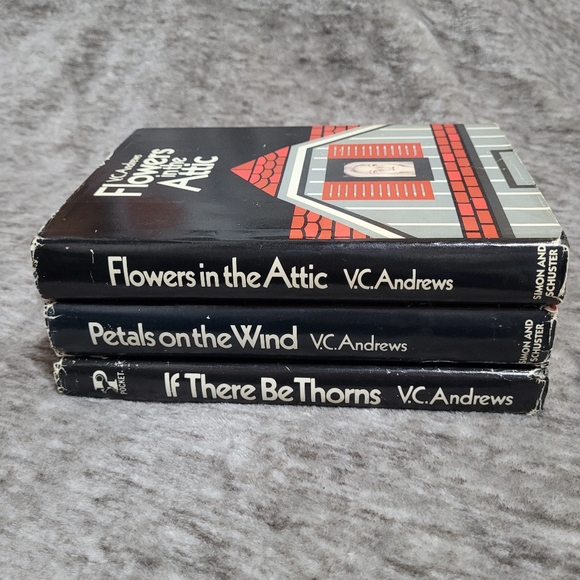 V.C. Andrews
Flowers
in the
Attic
Flowers in the Attic V.C. Andrews SIMON AND
SCHUSTER
Petals on the Wind V.C. Andrews SIMON AND
SCHUSTER
POCKET If There Be Thorns V.C. Andrews